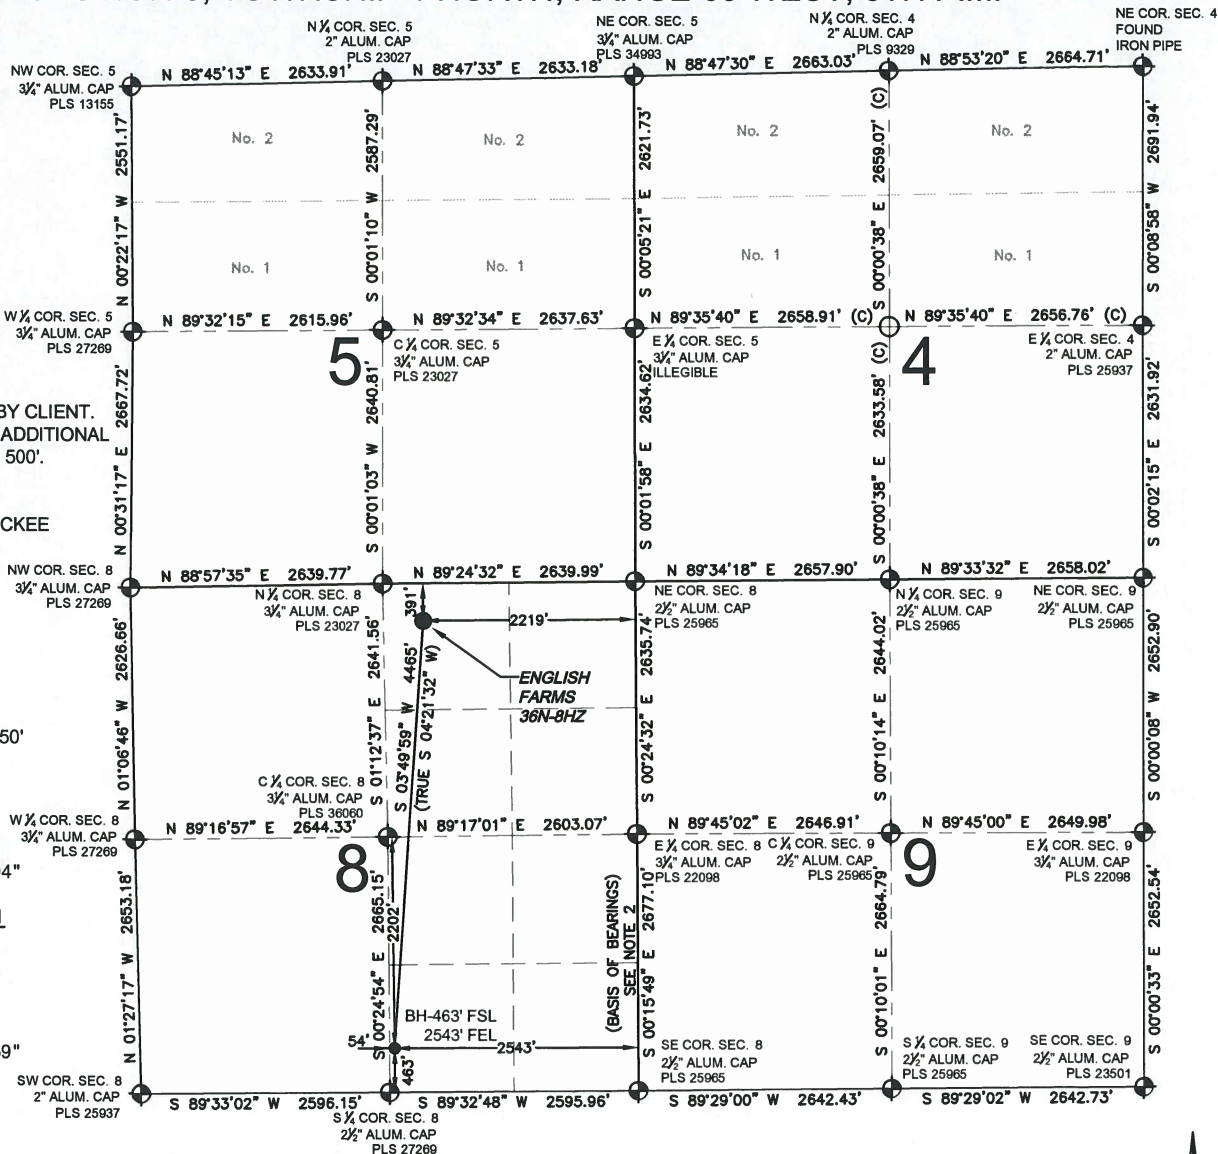 N ¼ COR. SEC. 5
2" ALUM. CAP
PLS 23027
NE COR. SEC. 5
3¼" ALUM. CAP
PLS 34993
N ¼ COR. SEC. 4
2" ALUM. CAP
PLS 9329
NE COR. SEC. 4
FOUND
IRON PIPE
NW COR. SEC. 5
3¼" ALUM. CAP
PLS 13155
N 88°45'13" E 2633.91'
N 88°47'33" E 2633.18'
N 88°47'30" E 2663.03'
N 88°53'20" E 2664.71'
N 00°22'17" W 2551.17'
S 00°01'10" W 2587.29'
S 00°05'21" E 2621.73'
S 00°00'38" E 2659.07' (C)
S 00°08'58" W 2691.94'
No. 2
No. 2
No. 2
No. 2
No. 1
No. 1
No. 1
No. 1
W ¼ COR. SEC. 5
3¼" ALUM. CAP
PLS 27269
N 89°32'15" E 2615.96'
N 89°32'34" E 2637.63'
N 89°35'40" E 2658.91' (C)
N 89°35'40" E 2656.76' (C)
5
C ¼ COR. SEC. 5
3¼" ALUM. CAP
PLS 23027
E ¼ COR. SEC. 5
3¼" ALUM. CAP
ILLEGIBLE
4
E ¼ COR. SEC. 4
2" ALUM. CAP
PLS 25937
BY CLIENT.
ADDITIONAL
500'.
CKEE
N 00°31'17" E 2667.72'
S 00°01'03" W 2640.81'
S 00°01'58" E 2634.62'
S 00°00'38" E 2633.58' (C)
S 00°02'15" E 2631.92'
NW COR. SEC. 8
3¼" ALUM. CAP
PLS 27269
N 88°57'35" E 2639.77'
N 89°24'32" E 2639.99'
N 89°34'18" E 2657.90'
N 89°33'32" E 2658.02'
N ¼ COR. SEC. 8
3¼" ALUM. CAP
PLS 23027
NE COR. SEC. 8
2½" ALUM. CAP
PLS 25965
N ¼ COR. SEC. 9
2½" ALUM. CAP
PLS 25965
NE COR. SEC. 9
2½" ALUM. CAP
PLS 25965
391'
2219'
ENGLISH
FARMS
36N-8HZ
N 01°06'46" W 2626.66'
S 01°12'37" E 2641.56'
S 03°49'59" W 4465'
(TRUE S 04°21'32" W)
S 00°24'32" E 2635.74'
S 00°10'14" E 2644.02'
S 00°00'08" W 2652.90'
50'
C ¼ COR. SEC. 8
3¼" ALUM. CAP
PLS 36060
W ¼ COR. SEC. 8
3¼" ALUM. CAP
PLS 27269
N 89°16'57" E 2644.33'
N 89°17'01" E 2603.07'
N 89°45'02" E 2646.91'
N 89°45'00" E 2649.98'
8
E ¼ COR. SEC. 8
3¼" ALUM. CAP
PLS 22098
C ¼ COR. SEC. 9
2½" ALUM. CAP
PLS 25965
9
E ¼ COR. SEC. 9
3¼" ALUM. CAP
PLS 22098
4"
N 01°27'17" W 2653.18'
S 00°24'54" E 2665.15'
2202'
(BASIS OF BEARINGS)
SEE NOTE 2
S 00°15'49" E 2677.10'
S 00°10'01" E 2664.79'
S 00°00'33" E 2652.54'
BH-463' FSL
2543' FEL
54'
2543'
463'
9"
SW COR. SEC. 8
2" ALUM. CAP
PLS 25937
SE COR. SEC. 8
2½" ALUM. CAP
PLS 25965
S ¼ COR. SEC. 9
2½" ALUM. CAP
PLS 25965
SE COR. SEC. 9
2½" ALUM. CAP
PLS 23501
S 89°33'02" W 2596.15'
S 89°32'48" W 2595.96'
S 89°29'00" W 2642.43'
S 89°29'02" W 2642.73'
S ¼ COR. SEC. 8
2½" ALUM. CAP
PLS 27269